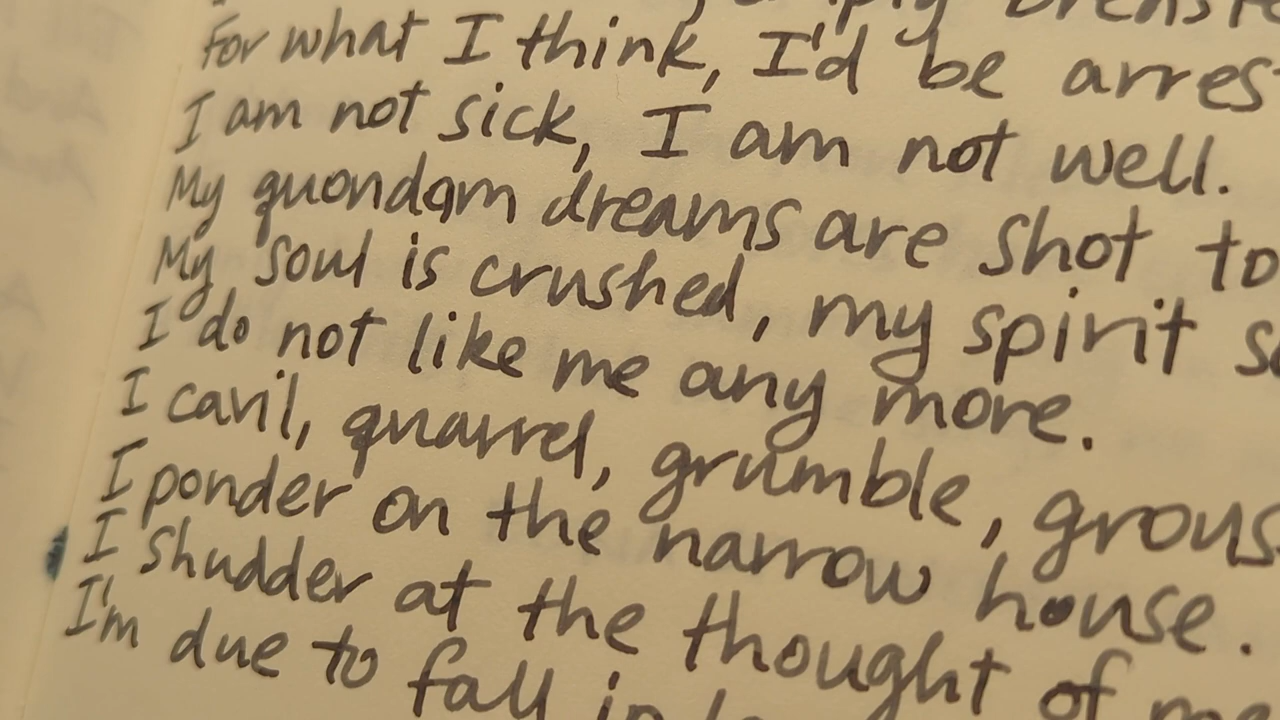 For what I think, I'd be
I am not sick, I am not well.
My quondam dreams are shot to
My soul is crushed, my spirit
I do not like me any more.
I cavil, quarrel, grumble,
I ponder on the narrow house.
I shudder at the thought of
I'm due to fall